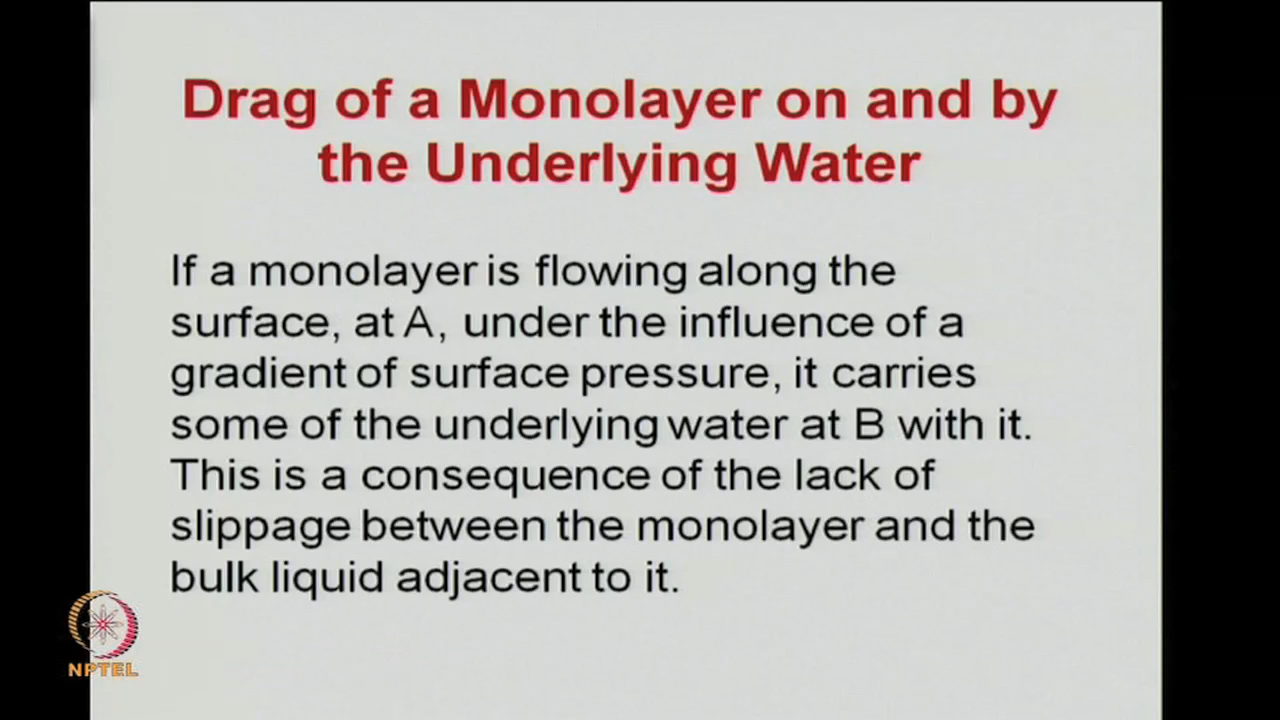 Drag of a Monolayer on and by
the Underlying Water
If a monolayer is flowing along the
surface, at A, under the influence of a
gradient of surface pressure, it carries
some of the underlying water at B with it.
This is a consequence of the lack of
slippage between the monolayer and the
bulk liquid adjacent to it.
NPTEL